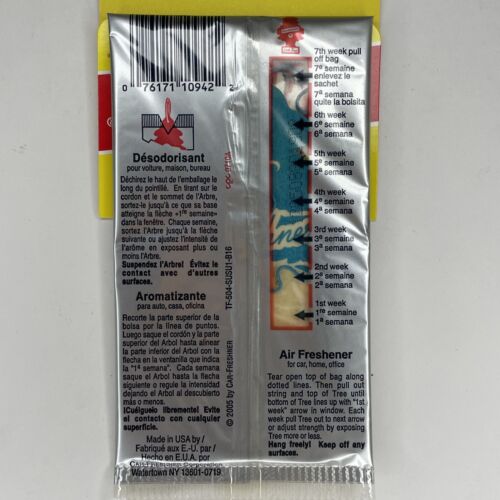 0 76171 10942 2
Désodorisant
pour voiture, maison, bureau
Déchirez le haut de l'emballage le
long du pointillé. En tirant sur le
cordon et le sommet de l'Arbre,
sortez-le jusqu'à ce que sa base
atteigne la flèche «1re semaine»
dans la fenêtre. Chaque semaine,
sortez l'Arbre jusqu'à la flèche
suivante ou ajustez l'intensité de
l'arôme en exposant plus ou
moins l'Arbre.
Suspendez l'Arbre! Évitez le
contact avec d'autres
surfaces.
Aromatizante
para auto, casa, oficina
Recorte la parte superior de la
bolsa por la línea de puntos.
Luego saque el cordón y la parte
superior del Arbol hasta alinear
la parte inferior del Arbol con la
flecha en la ventanilla que indica
la "1ª semana". Cada semana
saque el Arbol hasta la flecha
siguiente o regule la intensidad
dejando el Arbol al descubierto
más o menos.
¡Cuélguelo libremente! Evite
el contacto con cualquier
superficie.
Made in USA by /
Fabriqué aux É.-U. par /
Hecho en E.U.A. por
Car-Freshner Corporation
Watertown NY 13601-0719
TF-504-SUSU1-B16
© 2005 by CAR-FRESHNER
7th week pull
off bag
7e semaine
enlevez le
sachet
7ª semana
quite la bolsita
6th week
6e semaine
6ª semana
5th week
5e semaine
5ª semana
4th week
4e semaine
4ª semana
3rd week
3e semaine
3ª semana
2nd week
2e semaine
2ª semana
1st week
1re semaine
1ª semana
Air Freshener
for car, home, office
Tear open top of bag along
dotted lines. Then pull out
string and top of Tree until
bottom of Tree lines up with "1st
week" arrow in window. Each
week pull Tree out to next arrow
or adjust strength by exposing
Tree more or less.
Hang freely! Keep off any
surfaces.